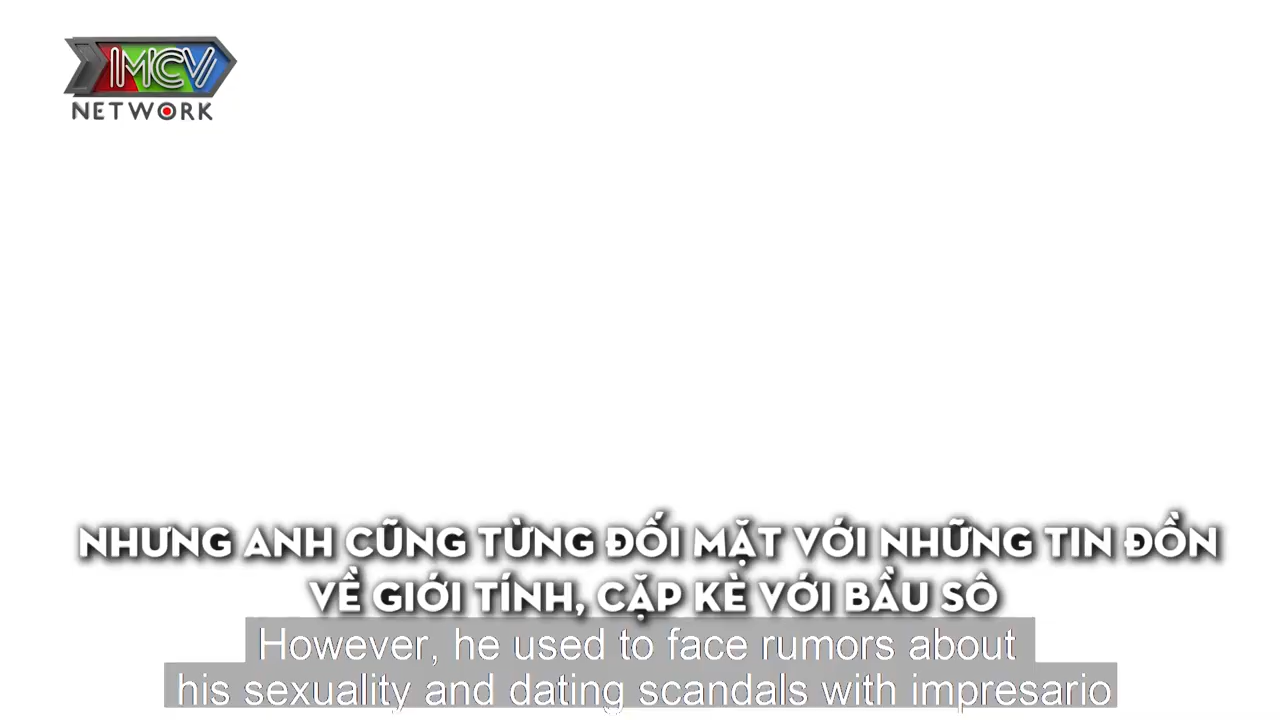 MCV
NETWORK
NHƯNG ANH CŨNG TỪNG ĐỐI MẶT VỚI NHỮNG TIN ĐỒN
VỀ GIỚI TÍNH, CẶP KÈ VỚI BẦU SÔ
However, he used to face rumors about
his sexuality and dating scandals with impresario